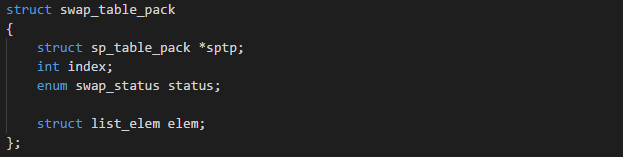 struct swap_table_pack
{
    struct sp_table_pack *sptp;
    int index;
    enum swap_status status;

    struct list_elem elem;
};